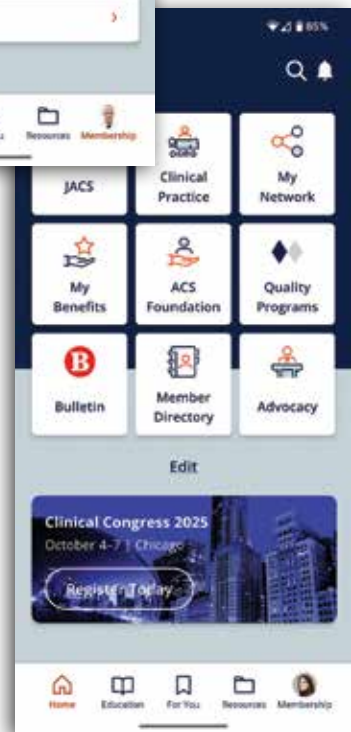 Resources Membership
85%
JACS
Clinical
Practice
My
Network
My
Benefits
ACS
Foundation
Quality
Programs
B
Bulletin
Member
Directory
Advocacy
Edit
Clinical Congress 2025
October 4-7 | Chicago
Register Today
Home Education For You Resources Membership